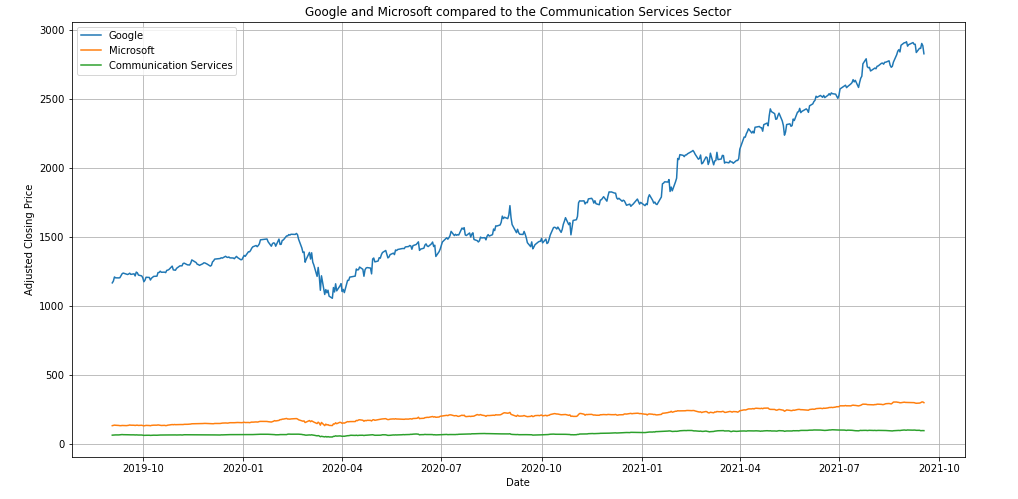 Google and Microsoft compared to the Communication Services Sector
Google
Microsoft
Communication Services
Adjusted Closing Price
3000
2500
2000
1500
1000
500
0
2019-10
2020-01
2020-04
2020-07
2020-10
2021-01
2021-04
2021-07
2021-10
Date